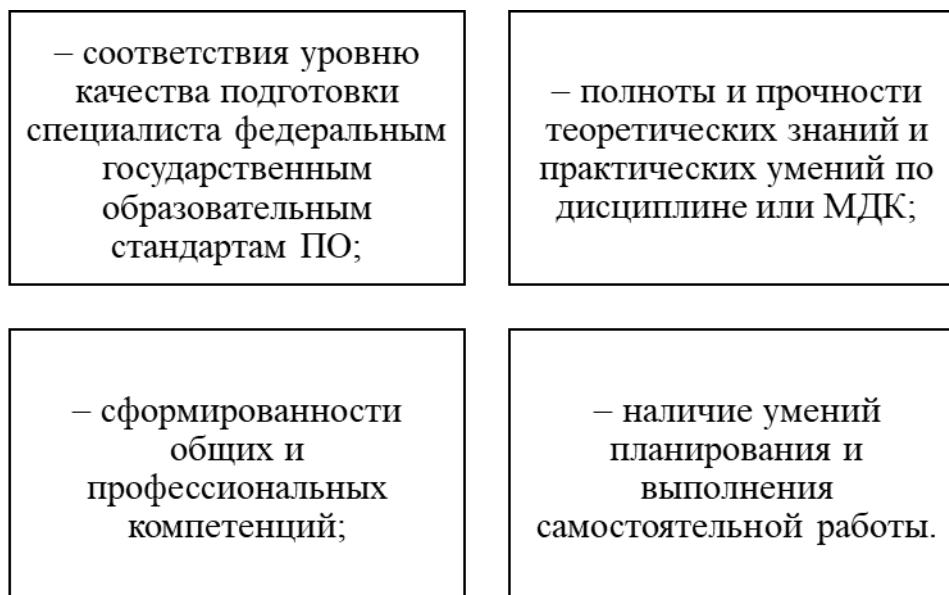 – соответствия уровню
качества подготовки
специалиста федеральным
государственным
образовательным
стандартам ПО;
– полноты и прочности
теоретических знаний и
практических умений по
дисциплине или МДК;
– сформированности
общих и
профессиональных
компетенций;
– наличие умений
планирования и
выполнения
самостоятельной работы.